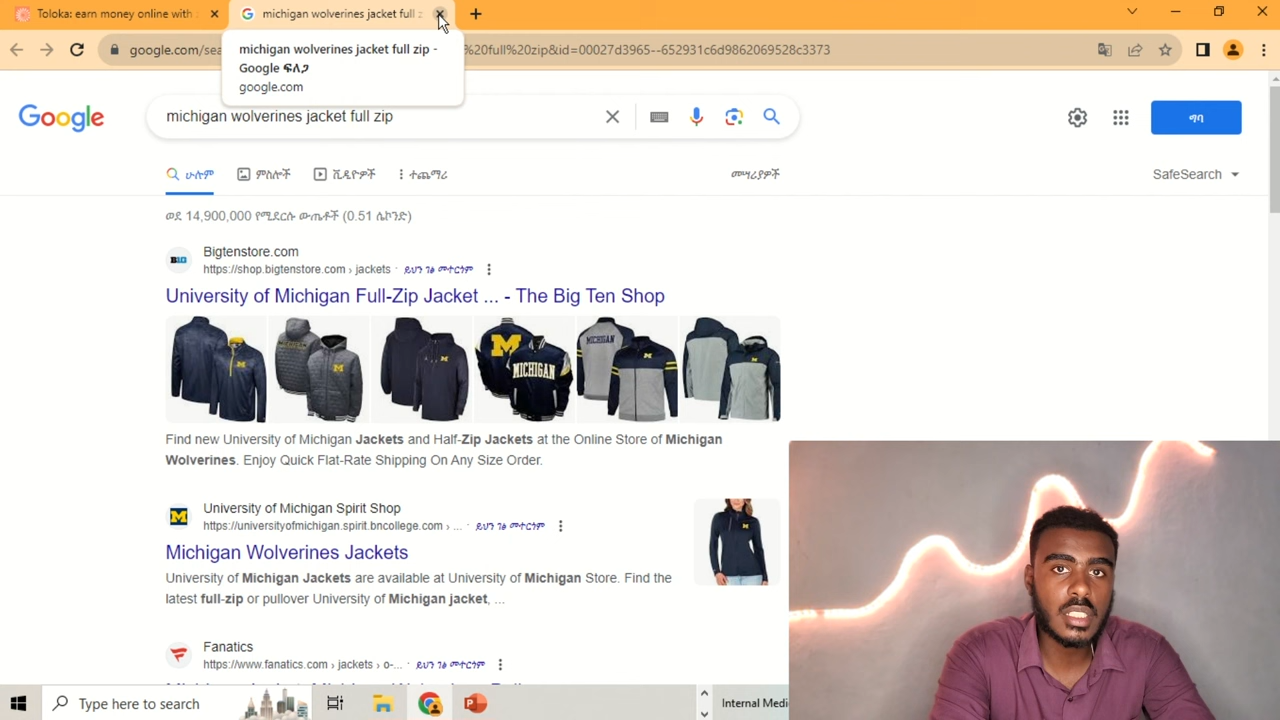 Toloka: earn money online with
michigan wolverines jacket full z
google.com/sea
%20full%20zip&id=00027d3965--652931c6d9862069528c3373
michigan wolverines jacket full zip -
Google ፍለጋ
google.com
Google
michigan wolverines jacket full zip
ግባ
ሁሉም
ምስሎች
ቪዲዮዎች
ተጨማሪ
መሣሪያዎች
SafeSearch
ወደ 14,900,000 የሚደርሱ ውጤቶች (0.51 ሴኮንድ)
Bigtenstore.com
https://shop.bigtenstore.com › jackets · ይህን ገፅ መተርጎም
University of Michigan Full-Zip Jacket ... - The Big Ten Shop
MICHIGAN
MICHIGAN
Find new University of Michigan Jackets and Half-Zip Jackets at the Online Store of Michigan
Wolverines. Enjoy Quick Flat-Rate Shipping On Any Size Order.
University of Michigan Spirit Shop
https://universityofmichigan.spirit.bncollege.com › ... · ይህን ገፅ መተርጎም
Michigan Wolverines Jackets
University of Michigan Jackets are available at University of Michigan Store. Find the
latest full-zip or pullover University of Michigan jacket, ...
Fanatics
https://www.fanatics.com › jackets › o-... · ይህን ገፅ መተርጎም
Type here to search
Internal Medi